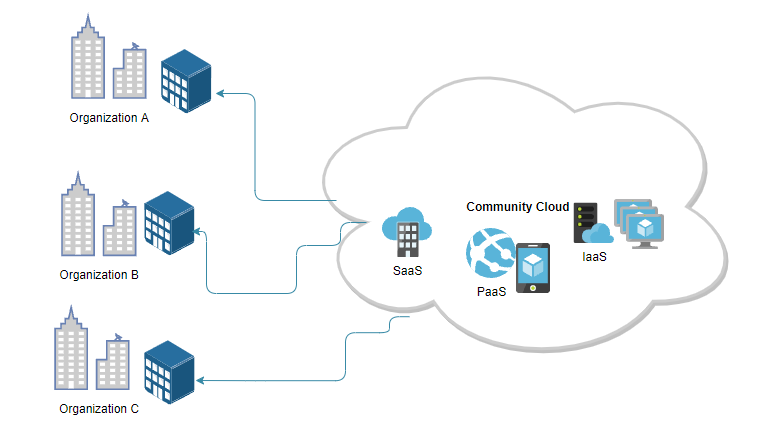 Organization A
Community Cloud
IaaS
SaaS
Organization B
PaaS
Organization C